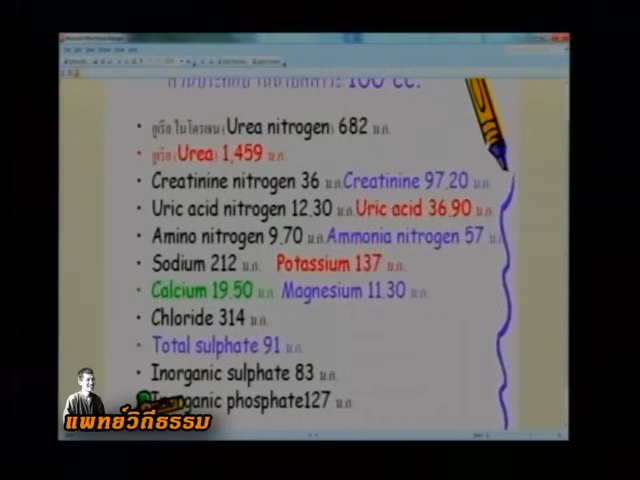 100 cc.
• ยูเรีย ไนโตรเจน (Urea nitrogen) 682 ม.ก.
• ยูเรีย (Urea) 1,459 ม.ก.
• Creatinine nitrogen 36 ม.ก. Creatinine 97.20 ม.ก.
• Uric acid nitrogen 12.30 ม.ก. Uric acid 36.90 ม.ก.
• Amino nitrogen 9.70 ม.ก. Ammonia nitrogen 57 ม.ก.
• Sodium 212 ม.ก. Potassium 137 ม.ก.
• Calcium 19.50 ม.ก. Magnesium 11.30 ม.ก.
• Chloride 314 ม.ก.
• Total sulphate 91 ม.ก.
• Inorganic sulphate 83 ม.ก.
Inorganic phosphate127 ม.ก.
แพทย์วิถีธรรม